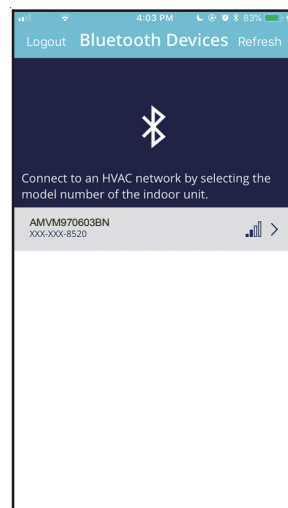 4:03 PM 83%
Logout Bluetooth Devices Refresh
Connect to an HVAC network by selecting the
model number of the indoor unit.
AMVM970603BN
XXX-XXX-8520